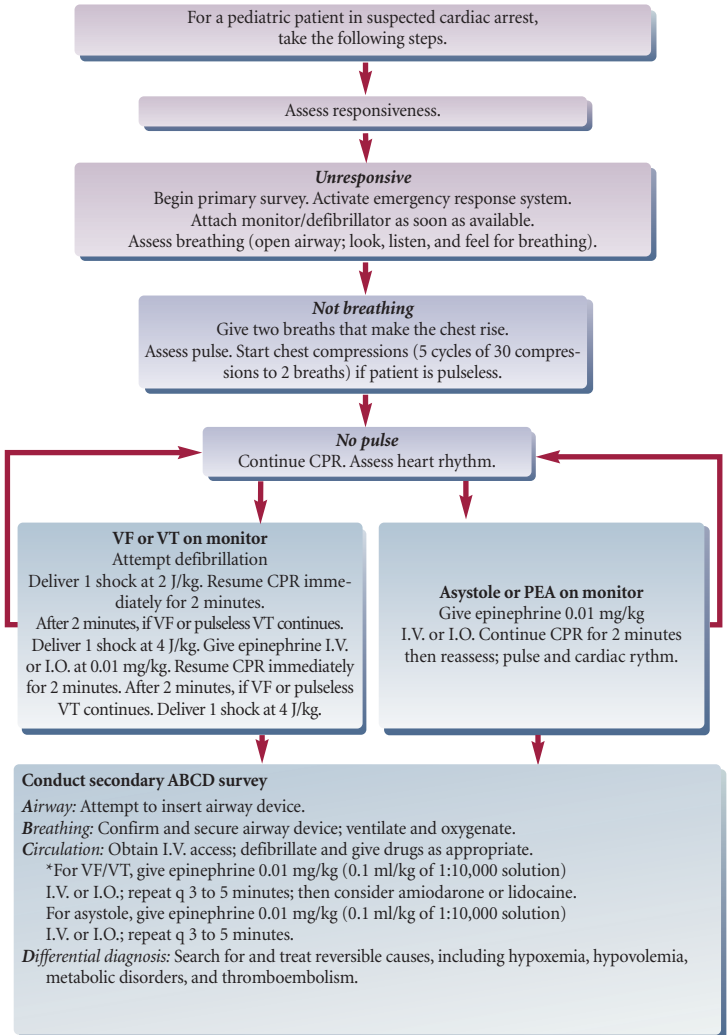 For a pediatric patient in suspected cardiac arrest,
take the following steps.
Assess responsiveness.
Unresponsive
Begin primary survey. Activate emergency response system.
Attach monitor/defibrillator as soon as available.
Assess breathing (open airway; look, listen, and feel for breathing).
Not breathing
Give two breaths that make the chest rise.
Assess pulse. Start chest compressions (5 cycles of 30 compres-
sions to 2 breaths) if patient is pulseless.
No pulse
Continue CPR. Assess heart rhythm.
VF or VT on monitor
Attempt defibrillation
Deliver 1 shock at 2 J/kg. Resume CPR imme-
diately for 2 minutes.
After 2 minutes, if VF or pulseless VT continues.
Deliver 1 shock at 4 J/kg. Give epinephrine I.V.
or I.O. at 0.01 mg/kg. Resume CPR immediately
for 2 minutes. After 2 minutes, if VF or pulseless
VT continues. Deliver 1 shock at 4 J/kg.
Asystole or PEA on monitor
Give epinephrine 0.01 mg/kg
I.V. or I.O. Continue CPR for 2 minutes
then reassess; pulse and cardiac rythm.
Conduct secondary ABCD survey
Airway: Attempt to insert airway device.
Breathing: Confirm and secure airway device; ventilate and oxygenate.
Circulation: Obtain I.V. access; defibrillate and give drugs as appropriate.
*For VF/VT, give epinephrine 0.01 mg/kg (0.1 ml/kg of 1:10,000 solution)
I.V. or I.O.; repeat q 3 to 5 minutes; then consider amiodarone or lidocaine.
For asystole, give epinephrine 0.01 mg/kg (0.1 ml/kg of 1:10,000 solution)
I.V. or I.O.; repeat q 3 to 5 minutes.
Differential diagnosis: Search for and treat reversible causes, including hypoxemia, hypovolemia,
metabolic disorders, and thromboembolism.